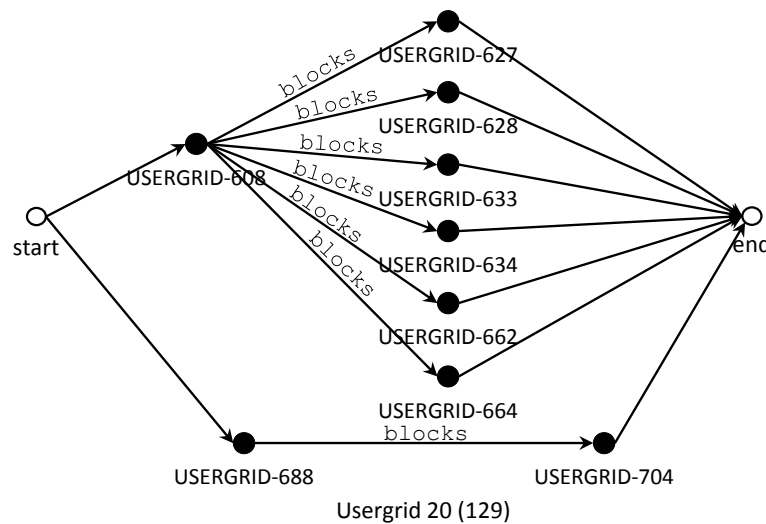 USERGRID-627
blocks
blocks
USERGRID-628
blocks
USERGRID-608
blocks
USERGRID-633
blocks
start
USERGRID-634
end
blocks
USERGRID-662
USERGRID-664
blocks
USERGRID-688
USERGRID-704
Usergrid 20 (129)